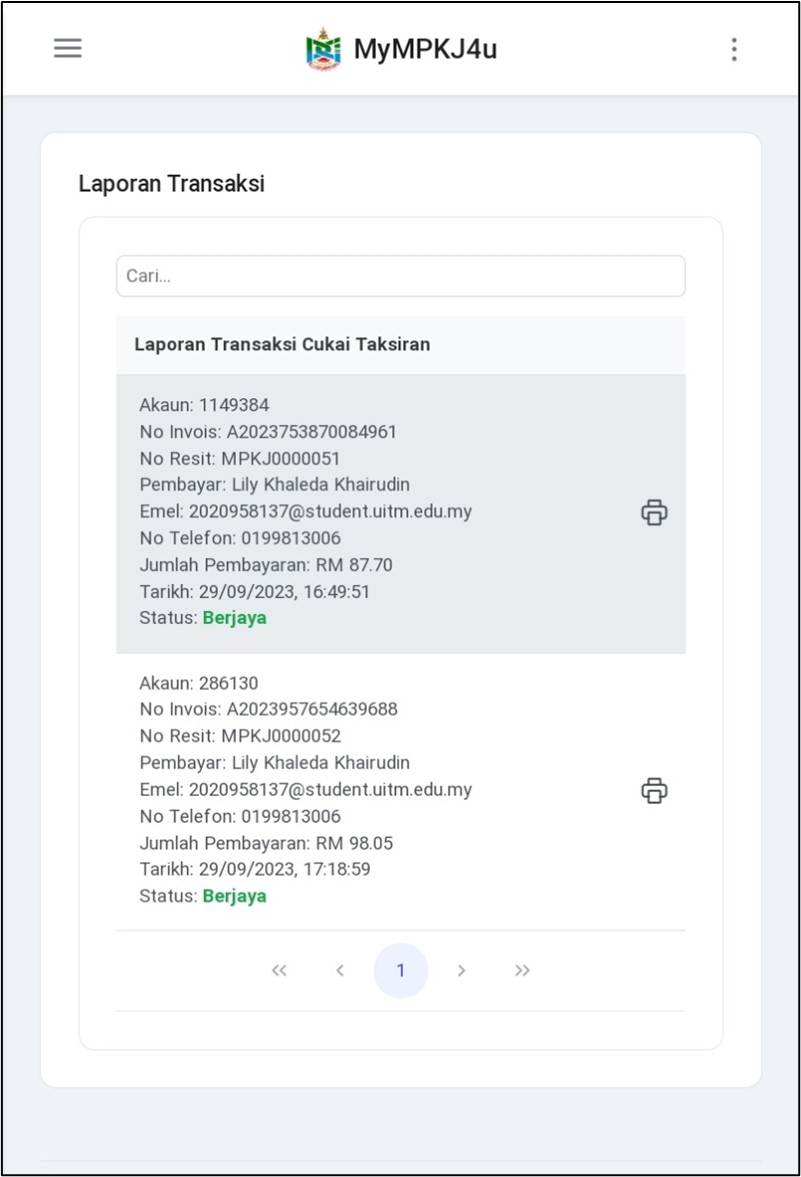 MyMPKJ4u
Laporan Transaksi
Cari...
Laporan Transaksi Cukai Taksiran
Akaun: 1149384
No Invois: A2023753870084961
No Resit: MPKJ0000051
Pembayar: Lily Khaleda Khairudin
Emel: 2020958137@student.uitm.edu.my
No Telefon: 0199813006
Jumlah Pembayaran: RM 87.70
Tarikh: 29/09/2023, 16:49:51
Status: Berjaya
Akaun: 286130
No Invois: A2023957654639688
No Resit: MPKJ0000052
Pembayar: Lily Khaleda Khairudin
Emel: 2020958137@student.uitm.edu.my
No Telefon: 0199813006
Jumlah Pembayaran: RM 98.05
Tarikh: 29/09/2023, 17:18:59
Status: Berjaya
« ‹ 1 › »